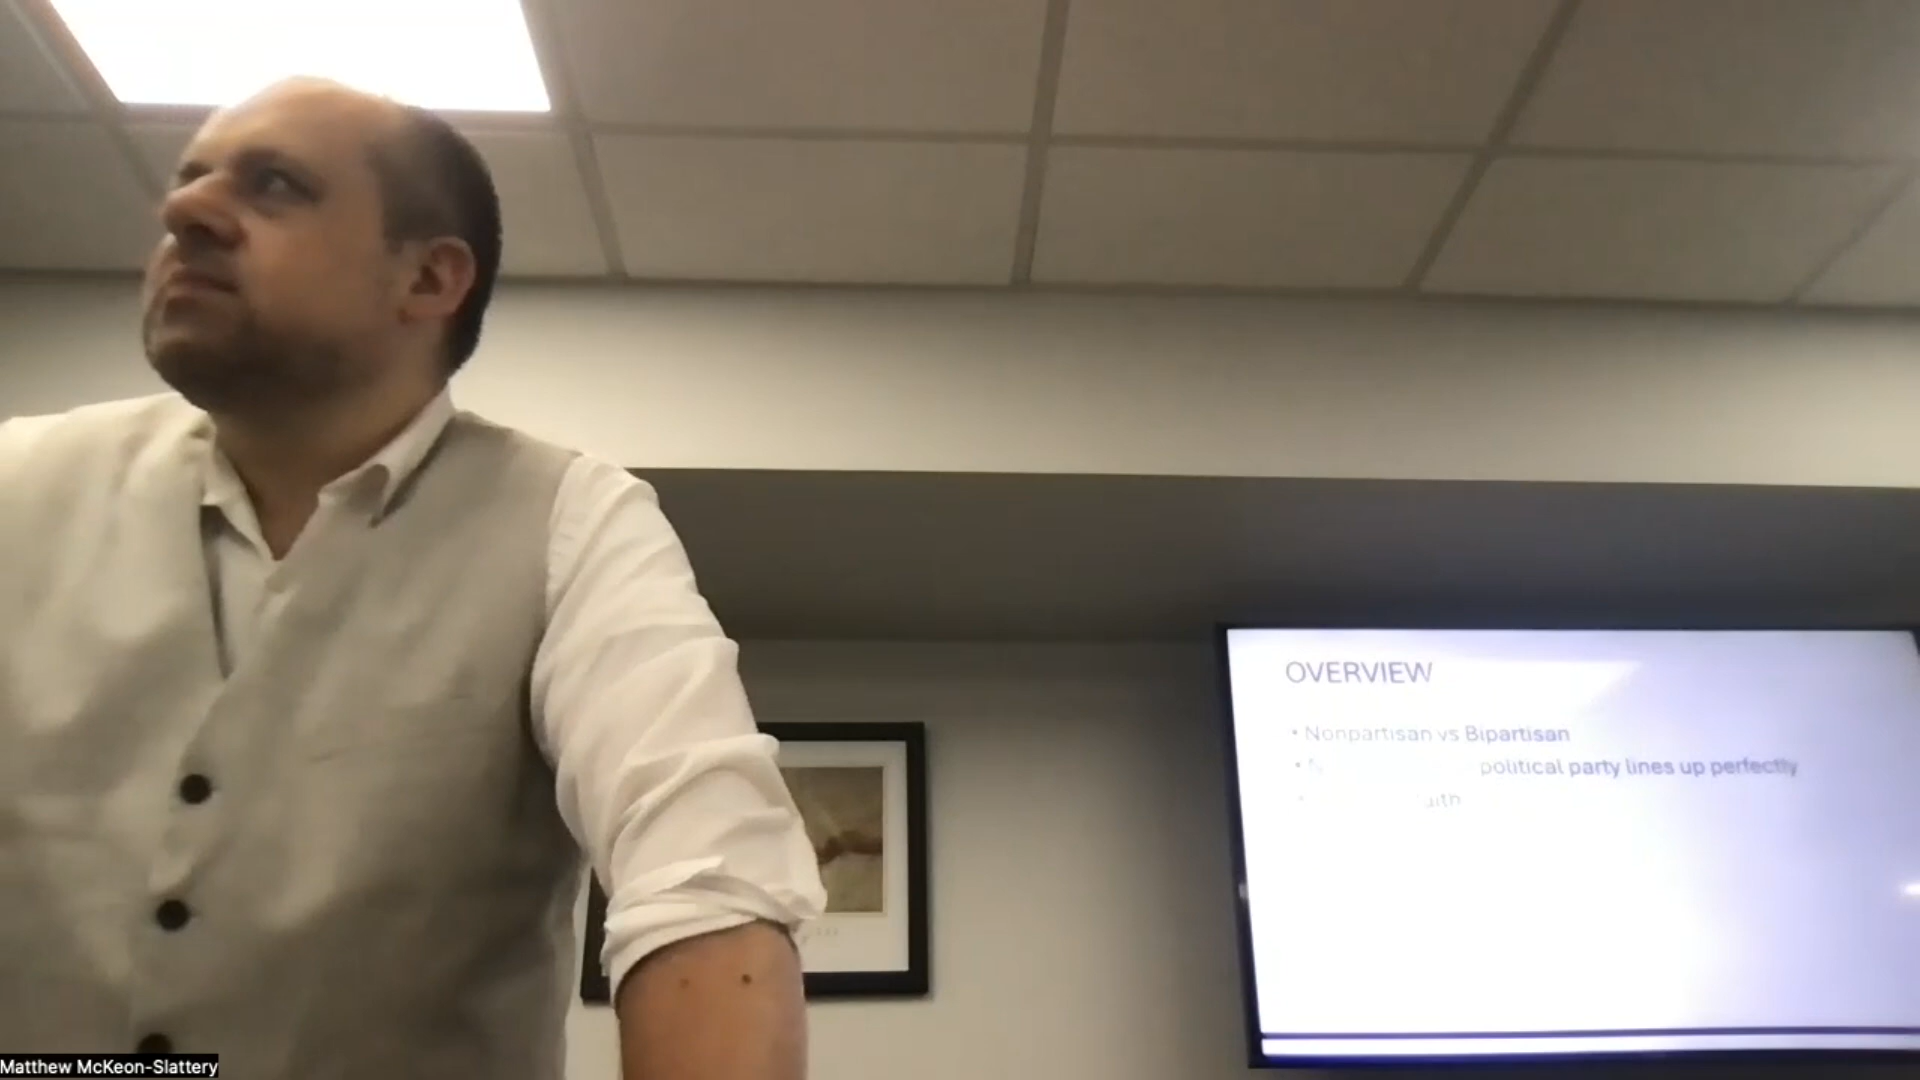 OVERVIEW
• Nonpartisan vs Bipartisan
• political party lines up perfectly
•
Matthew McKeon-Slattery